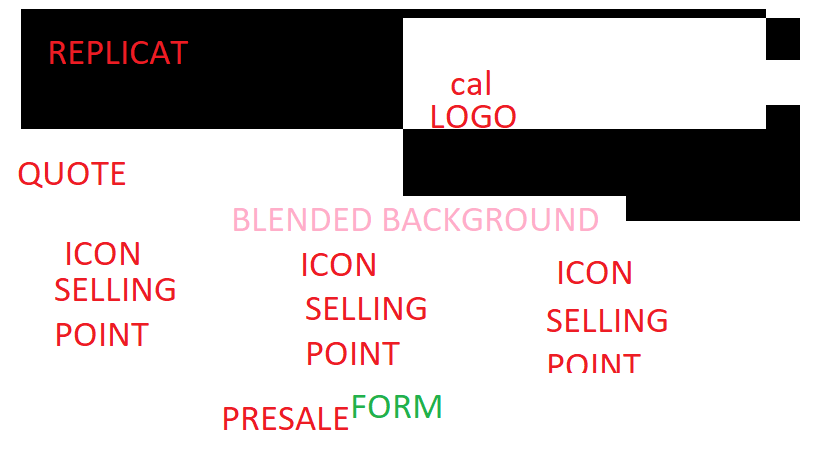 REPLICAT
cal
LOGO
QUOTE
BLENDED BACKGROUND
ICON
SELLING
POINT
ICON
SELLING
POINT
ICON
SELLING
POINT
PRESALE FORM